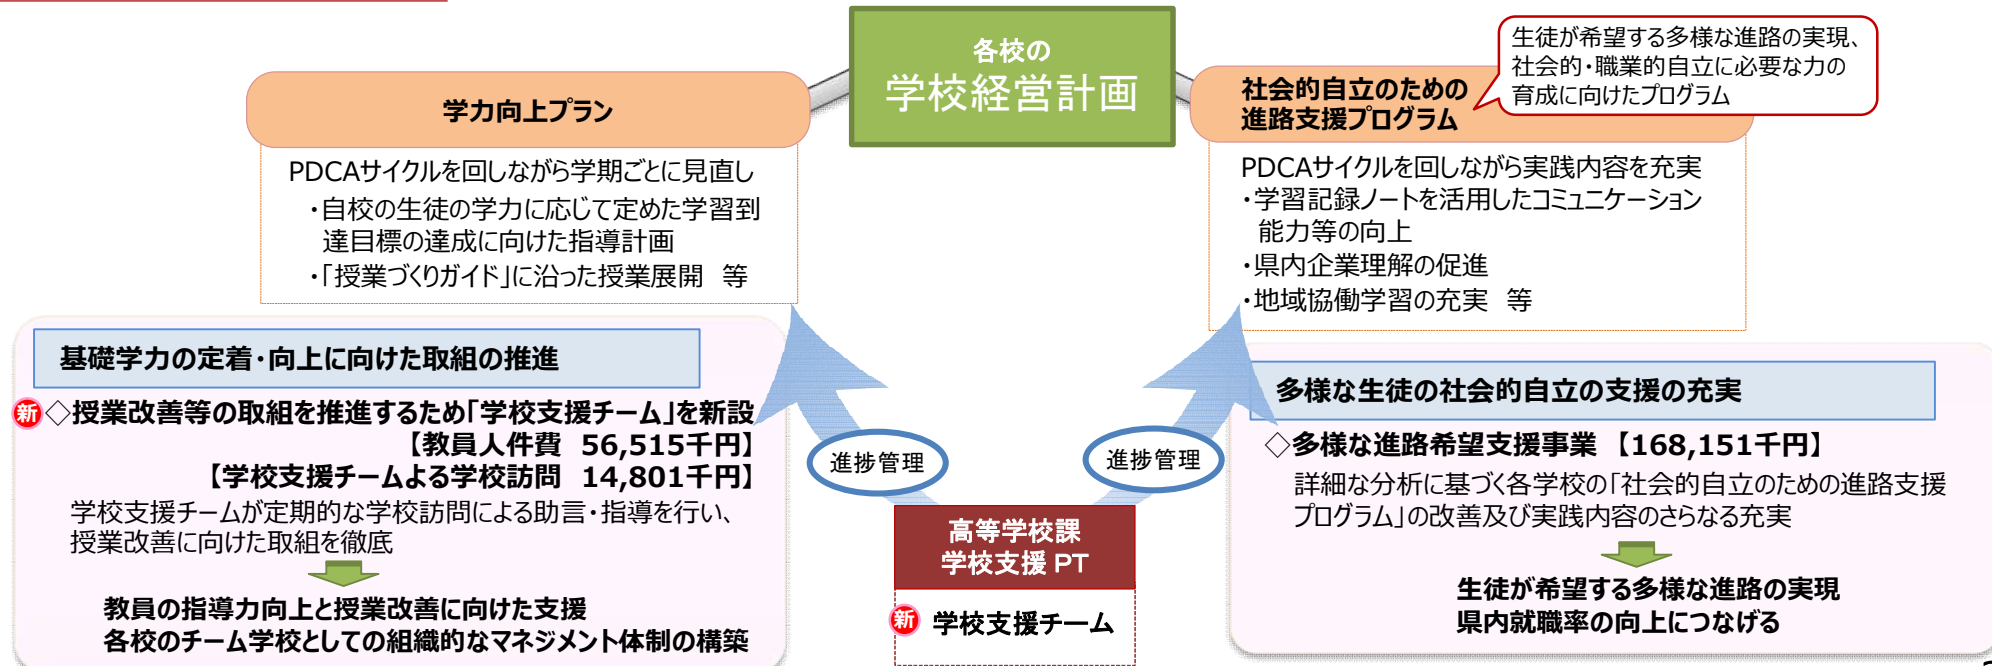 各校の
学校経営計画
学力向上プラン
PDCAサイクルを回しながら学期ごとに見直し
・自校の生徒の学力に応じて定めた学習到
達目標の達成に向けた指導計画
・「授業づくりガイド」に沿った授業展開　等
社会的自立のための
進路支援プログラム
生徒が希望する多様な進路の実現、
社会的・職業的自立に必要な力の
育成に向けたプログラム
PDCAサイクルを回しながら実践内容を充実
・学習記録ノートを活用したコミュニケーション
能力等の向上
・県内企業理解の促進
・地域協働学習の充実　等
基礎学力の定着・向上に向けた取組の推進
新 ◇授業改善等の取組を推進するため「学校支援チーム」を新設
【教員人件費　56,515千円】
【学校支援チームよる学校訪問　14,801千円】
学校支援チームが定期的な学校訪問による助言・指導を行い、
授業改善に向けた取組を徹底
教員の指導力向上と授業改善に向けた支援
各校のチーム学校としての組織的なマネジメント体制の構築
進捗管理
進捗管理
高等学校課
学校支援 PT
新 学校支援チーム
多様な生徒の社会的自立の支援の充実
◇多様な進路希望支援事業 【168,151千円】
詳細な分析に基づく各学校の「社会的自立のための進路支援
プログラム」の改善及び実践内容のさらなる充実
生徒が希望する多様な進路の実現
県内就職率の向上につなげる